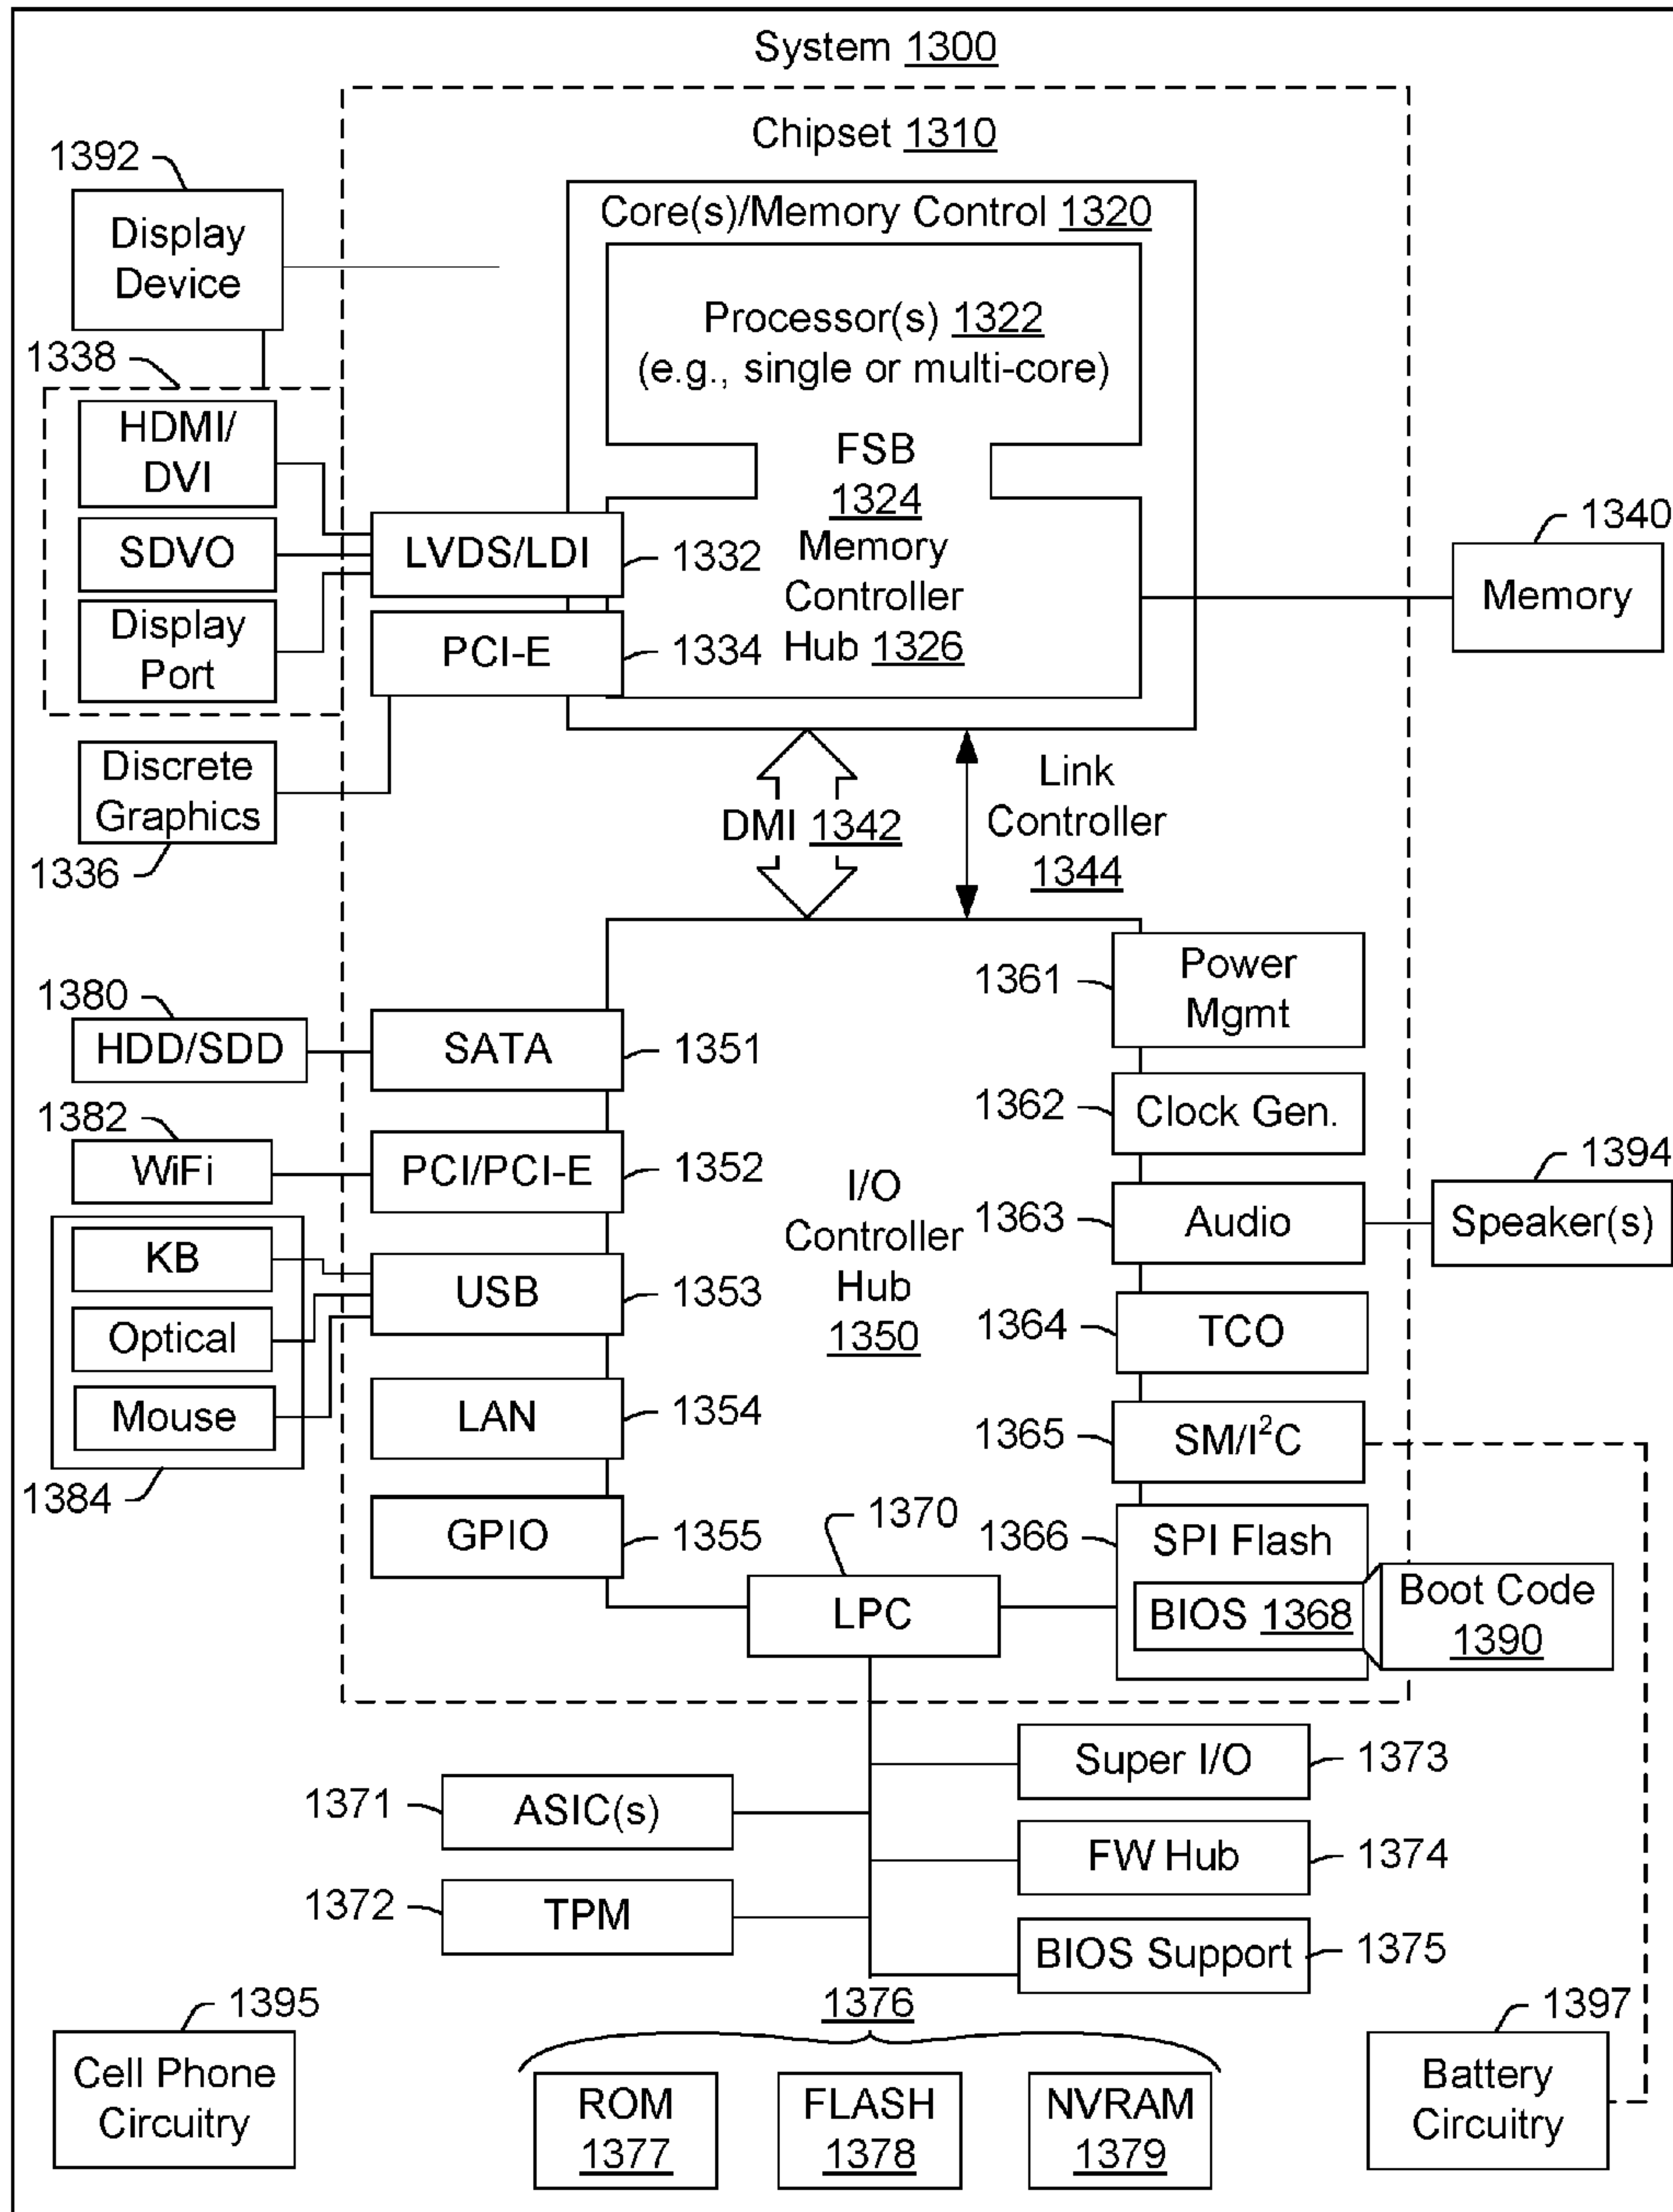 System 1300
Chipset 1310
1392
Display
Device
Core(s)/Memory Control 1320
Processor(s) 1322
(e.g., single or multi-core)
1338
HDMI/
DVI
SDVO
Display
Port
FSB
1324
Memory
Controller
Hub 1326
LVDS/LDI
1332
PCI-E
1334
1340
Memory
Discrete
Graphics
1336
DMI 1342
Link
Controller
1344
1380
HDD/SDD
SATA
1351
1382
WiFi
PCI/PCI-E
1352
KB
Optical
Mouse
1384
USB
1353
LAN
1354
GPIO
1355
I/O
Controller
Hub
1350
1361
Power
Mgmt
1362
Clock Gen.
1363
Audio
1394
Speaker(s)
1364
TCO
1365
SM/I²C
1366
SPI Flash
BIOS 1368
Boot Code
1390
1370
LPC
1371
ASIC(s)
1372
TPM
Super I/O
1373
FW Hub
1374
BIOS Support
1375
1395
Cell Phone
Circuitry
1376
ROM
1377
FLASH
1378
NVRAM
1379
1397
Battery
Circuitry